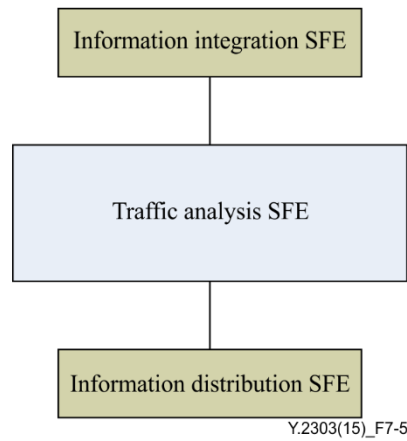 Information integration SFE
Traffic analysis SFE
Information distribution SFE
Y.2303(15)_F7-5